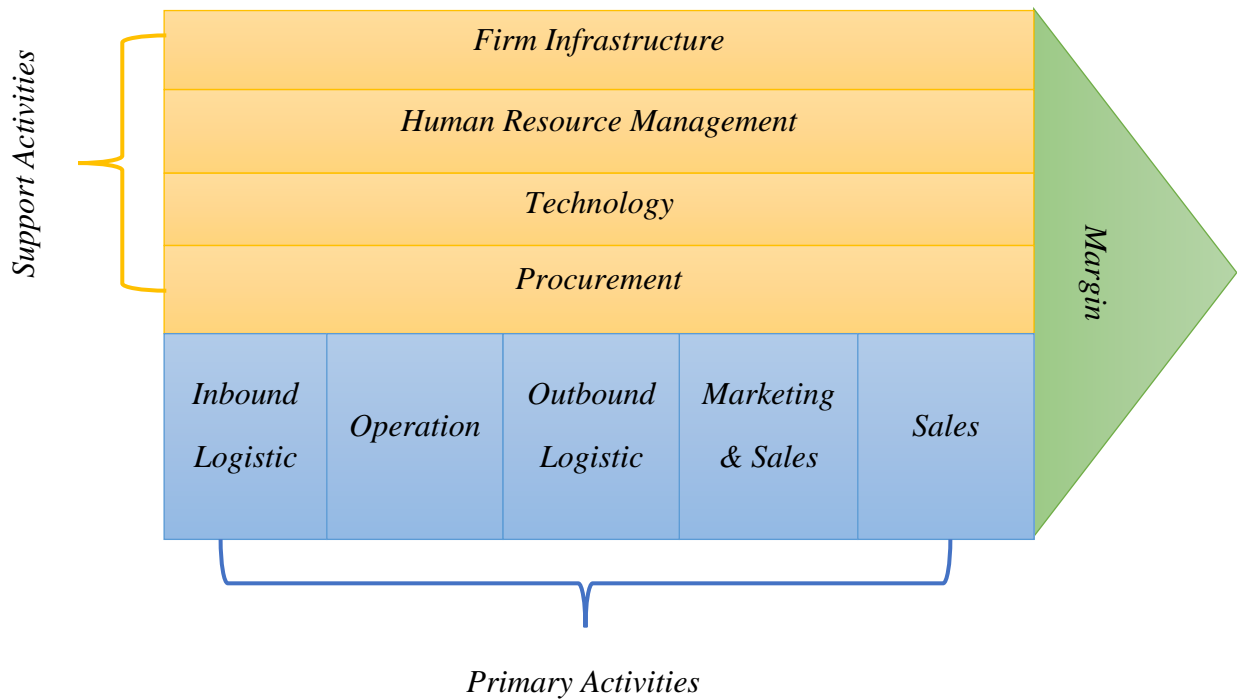 Support Activities
Firm Infrastructure
Human Resource Management
Technology
Procurement
Margin
Inbound
Logistic
Operation
Outbound
Logistic
Marketing
& Sales
Sales
Primary Activities